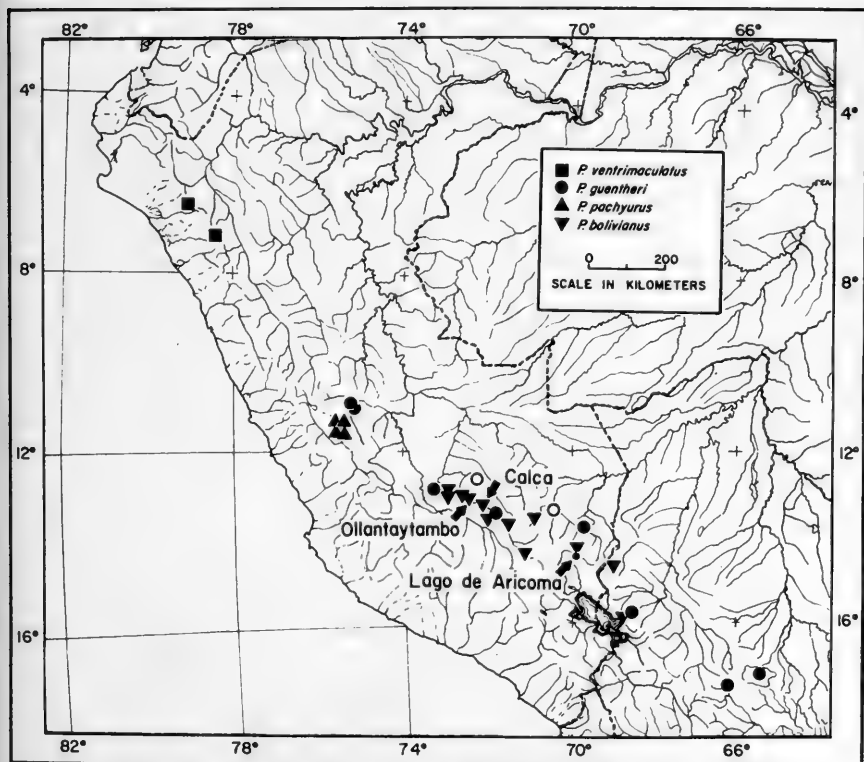 82° 78° 74° 70° 66°
4° 4°
■ P. ventrimaculatus
● P. guentheri
▲ P. pachyurus
▼ P. bolivianus
0 200
SCALE IN KILOMETERS
8° 8°
12° 12°
Calca
Ollantaytambo
Lago de Aricoma
16° 16°
82° 78° 74° 70° 66°